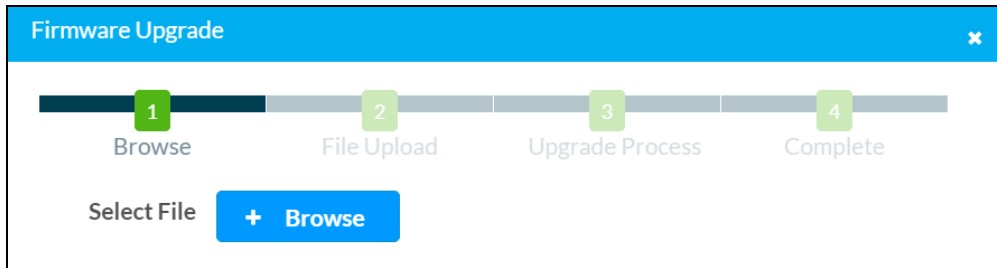 Firmware Upgrade
1 2 3 4
Browse File Upload Upgrade Process Complete
Select File + Browse